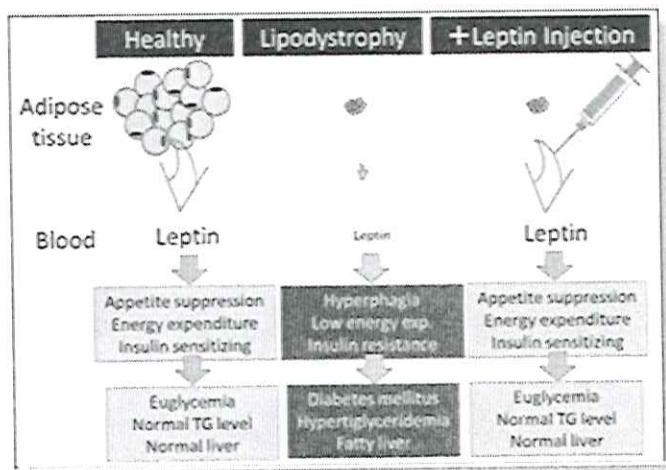 Healthy
Lipodystrophy
+Leptin Injection
Adipose
tissue
Blood
Leptin
Leptin
Leptin
Appetite suppression
Energy expenditure
Insulin sensitizing
Hyperphagia
Low energy exp.
Insulin resistance
Appetite suppression
Energy expenditure
Insulin sensitizing
Euglycemia
Normal TG level
Normal liver
Diabetes mellitus
Hypertiglyceridemia
Fatty liver
Euglycemia
Normal TG level
Normal liver